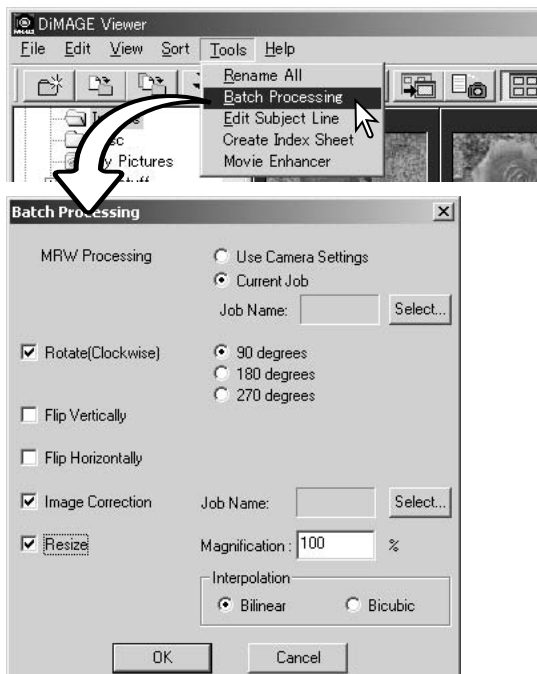 DiMAGE Viewer
File Edit View Sort Tools Help
Rename All
Batch Processing
Edit Subject Line
Create Index Sheet
Movie Enhancer
Pictures
Batch Processing
MRW Processing
Use Camera Settings
Current Job
Job Name: Select...
Rotate(Clockwise)
90 degrees
180 degrees
270 degrees
Flip Vertically
Flip Horizontally
Image Correction Job Name: Select...
Resize Magnification : 100 %
Interpolation
Bilinear Bicubic
OK Cancel